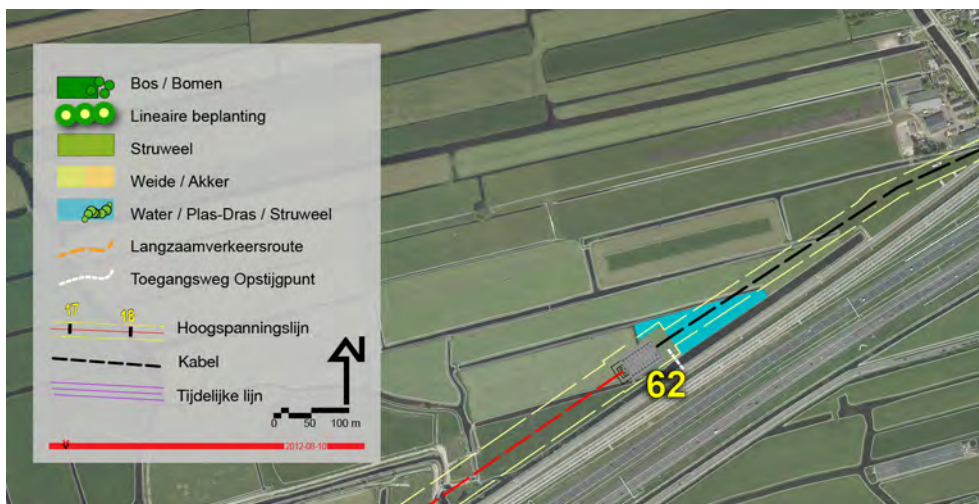 Bos / Bomen
Lineaire beplanting
Struweel
Weide / Akker
Water / Plas-Dras / Struweel
Langzaamverkeersroute
Toegangsweg Opstijgpunt
17 18
Hoogspanningslijn
Kabel
Tijdelijke lijn
N
0 50 100 m
V
2012-08-10
62